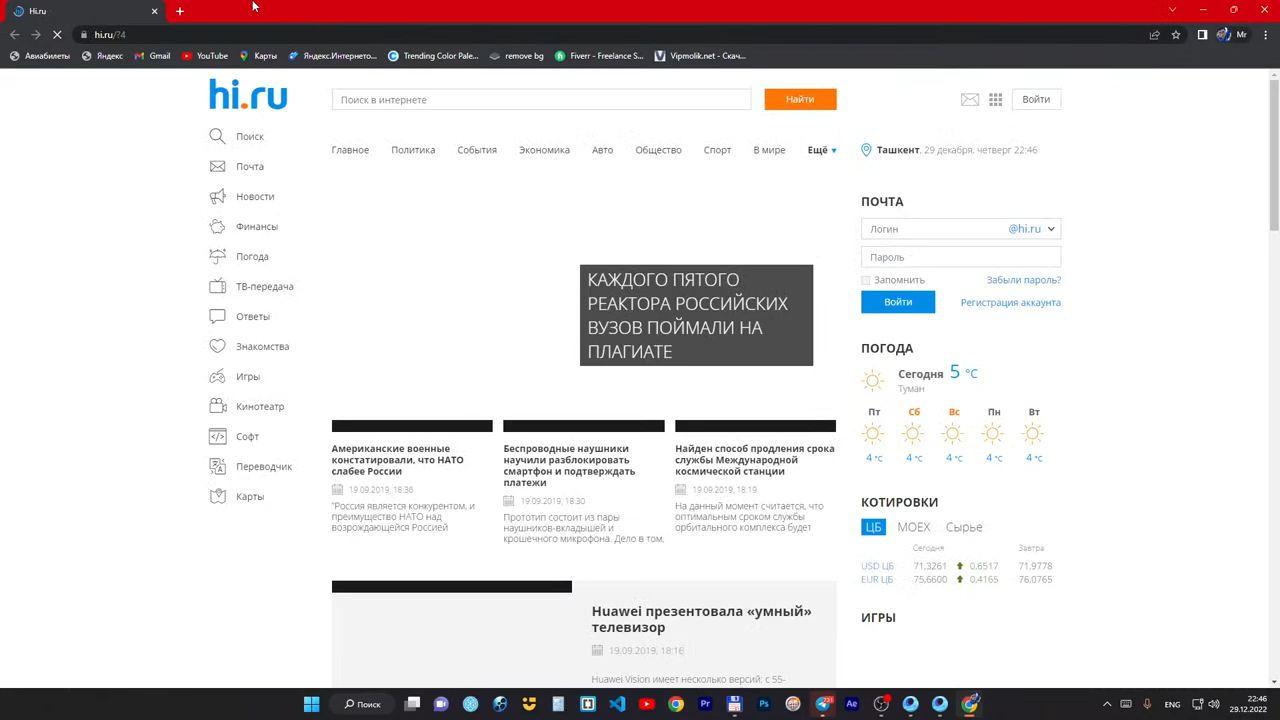 Hi.ru
hi.ru/74
Mr
Авиабилеты
Яндекс
Gmail
YouTube
Карты
Яндекс.Интернето...
Trending Color Pale...
remove bg
Fiverr - Freelance S...
Vipmolik.net - Скач...
hi.ru
Поиск в интернете
Найти
Войти
Поиск
Почта
Новости
Финансы
Погода
ТВ-передача
Ответы
Знакомства
Игры
Кинотеатр
Софт
Переводчик
Карты
Главное Политика События Экономика Авто Общество Спорт В мире Ещё
Ташкент, 29 декабря, четверг 22:46
КАЖДОГО ПЯТОГО
РЕАКТОРА РОССИЙСКИХ
ВУЗОВ ПОЙМАЛИ НА
ПЛАГИАТЕ
Американские военные
констатировали, что НАТО
слабее России
19.09.2019, 18:36
"Россия является конкурентом, и
преимущество НАТО над
возрождающейся Россией
Беспроводные наушники
научили разблокировать
смартфон и подтверждать
платежи
19.09.2019, 18:30
Прототип состоит из пары
наушников-вкладышей и
крошечного микрофона. Дело в том,
Найден способ продления срока
службы Международной
космической станции
19.09.2019, 18:19
На данный момент считается, что
оптимальным сроком службы
орбитального комплекса будет
Huawei презентовала «умный»
телевизор
19.09.2019, 18:16
Huawei Vision имеет несколько версий: с 55-
ПОЧТА
Логин @hi.ru
Пароль
Запомнить Забыли пароль?
Войти Регистрация аккаунта
ПОГОДА
Сегодня 5 °C
Туман
Пт Сб Вс Пн Вт
4 °C 4 °C 4 °C 4 °C 4 °C
КОТИРОВКИ
ЦБ MOEX Сырье
Сегодня Завтра
USD ЦБ 71,3261 0.6517 71,9778
EUR ЦБ 75,6600 0.4165 76,0765
ИГРЫ
Поиск
ENG
22:46
29.12.2022